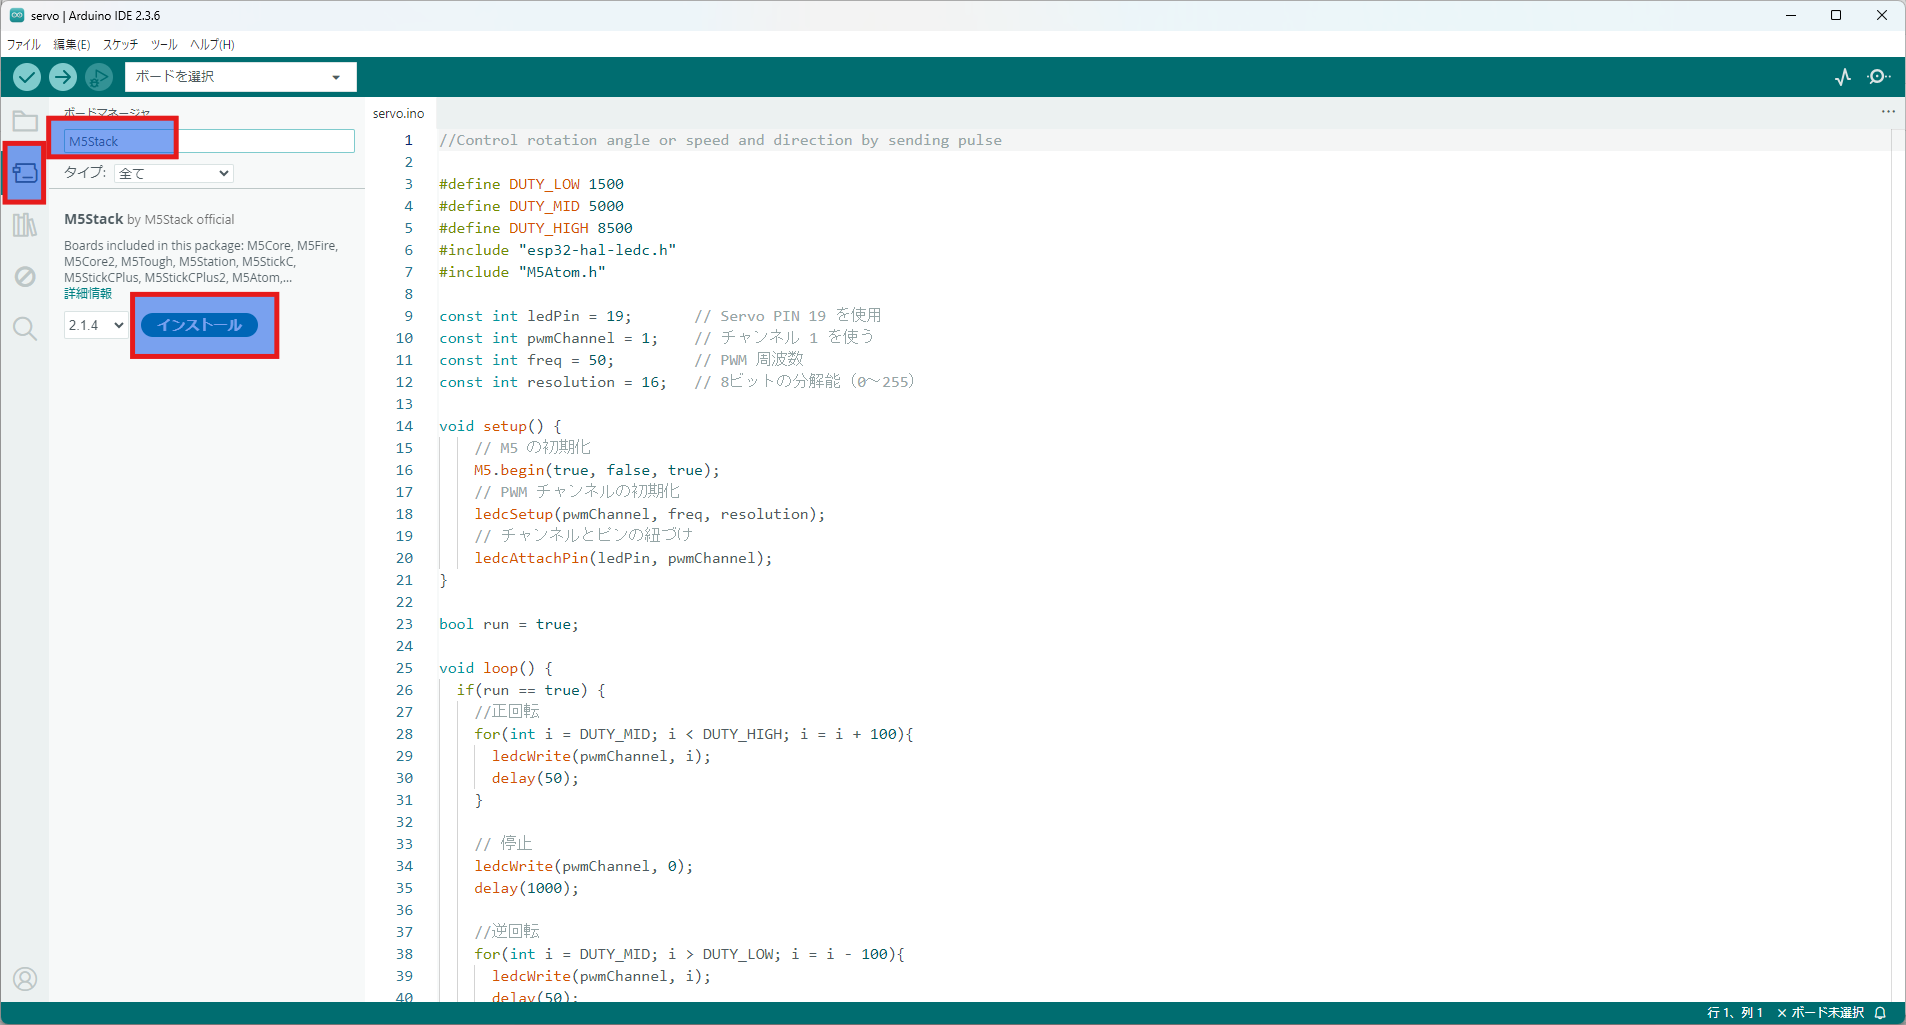 servo | Arduino IDE 2.3.6
ファイル 編集(E) スケッチ ツール ヘルプ(H)
ボードを選択
ボードマネージャ
M5Stack
タイプ: 全て
M5Stack by M5Stack official
Boards included in this package: M5Core, M5Fire,
M5Core2, M5Tough, M5Station, M5StickC,
M5StickCPlus, M5StickCPlus2, M5Atom,...
詳細情報
2.1.4 インストール
servo.ino
1 //Control rotation angle or speed and direction by sending pulse
2
3 #define DUTY_LOW 1500
4 #define DUTY_MID 5000
5 #define DUTY_HIGH 8500
6 #include "esp32-hal-ledc.h"
7 #include "M5Atom.h"
8
9 const int ledPin = 19; // Servo PIN 19 を使用
10 const int pwmChannel = 1; // チャンネル 1 を使う
11 const int freq = 50; // PWM 周波数
12 const int resolution = 16; // 8ビットの分解能（0～255）
13
14 void setup() {
15 // M5 の初期化
16 M5.begin(true, false, true);
17 // PWM チャンネルの初期化
18 ledcSetup(pwmChannel, freq, resolution);
19 // チャンネルとピンの紐づけ
20 ledcAttachPin(ledPin, pwmChannel);
21 }
22
23 bool run = true;
24
25 void loop() {
26 if(run == true) {
27 //正回転
28 for(int i = DUTY_MID; i < DUTY_HIGH; i = i + 100){
29 ledcWrite(pwmChannel, i);
30 delay(50);
31 }
32
33 // 停止
34 ledcWrite(pwmChannel, 0);
35 delay(1000);
36
37 //逆回転
38 for(int i = DUTY_MID; i > DUTY_LOW; i = i - 100){
39 ledcWrite(pwmChannel, i);
40 delay(50);
行 1、列 1 × ボード未選択